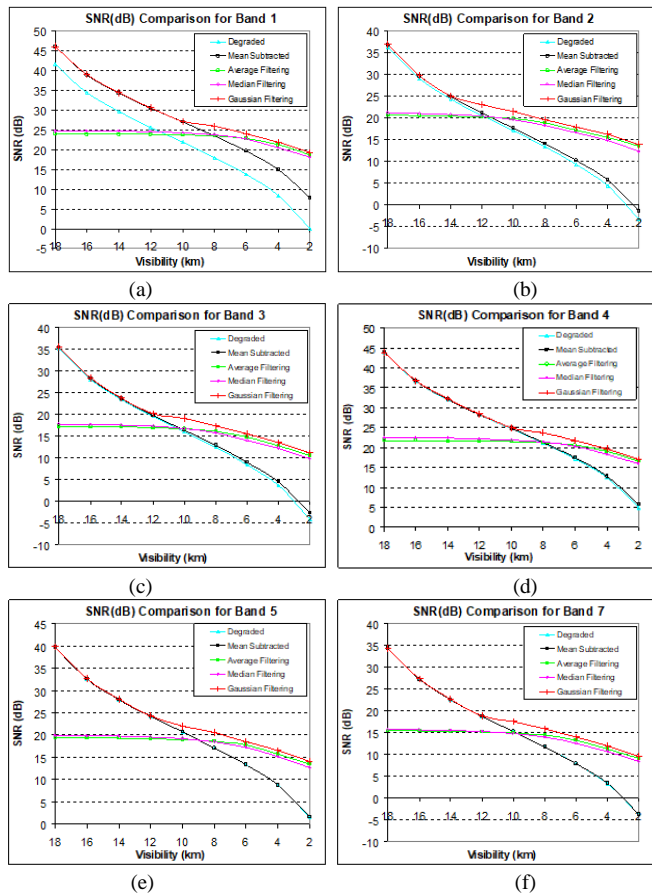 SNR(dB) Comparison for Band 1
SNR (dB)
50
45
40
35
30
25
20
15
10
5
0
-5
18 16 14 12 10 8 6 4 2
Visibility (km)
Degraded
Mean Subtracted
Average Filtering
Median Filtering
Gaussian Filtering
(a)
SNR(dB) Comparison for Band 2
SNR (dB)
40
35
30
25
20
15
10
5
0
-5
-10
18 16 14 12 10 8 6 4 2
Visibility (km)
Degraded
Mean Subtracted
Average Filtering
Median Filtering
Gaussian Filtering
(b)
SNR(dB) Comparison for Band 3
SNR (dB)
40
35
30
25
20
15
10
5
0
-5
-10
18 16 14 12 10 8 6 4 2
Visibility (km)
Degraded
Mean Subtracted
Average Filtering
Median Filtering
Gaussian Filtering
(c)
SNR(dB) Comparison for Band 4
SNR (dB)
50
45
40
35
30
25
20
15
10
5
0
18 16 14 12 10 8 6 4 2
Visibility (km)
Degraded
Mean Subtracted
Average Filtering
Median Filtering
Gaussian Filtering
(d)
SNR(dB) Comparison for Band 5
SNR (dB)
45
40
35
30
25
20
15
10
5
0
18 16 14 12 10 8 6 4 2
Visibility (km)
Degraded
Mean Subtracted
Average Filtering
Median Filtering
Gaussian Filtering
(e)
SNR(dB) Comparison for Band 7
SNR (dB)
40
35
30
25
20
15
10
5
0
-5
-10
18 16 14 12 10 8 6 4 2
Visibility (km)
Degraded
Mean Subtracted
Average Filtering
Median Filtering
Gaussian Filtering
(f)